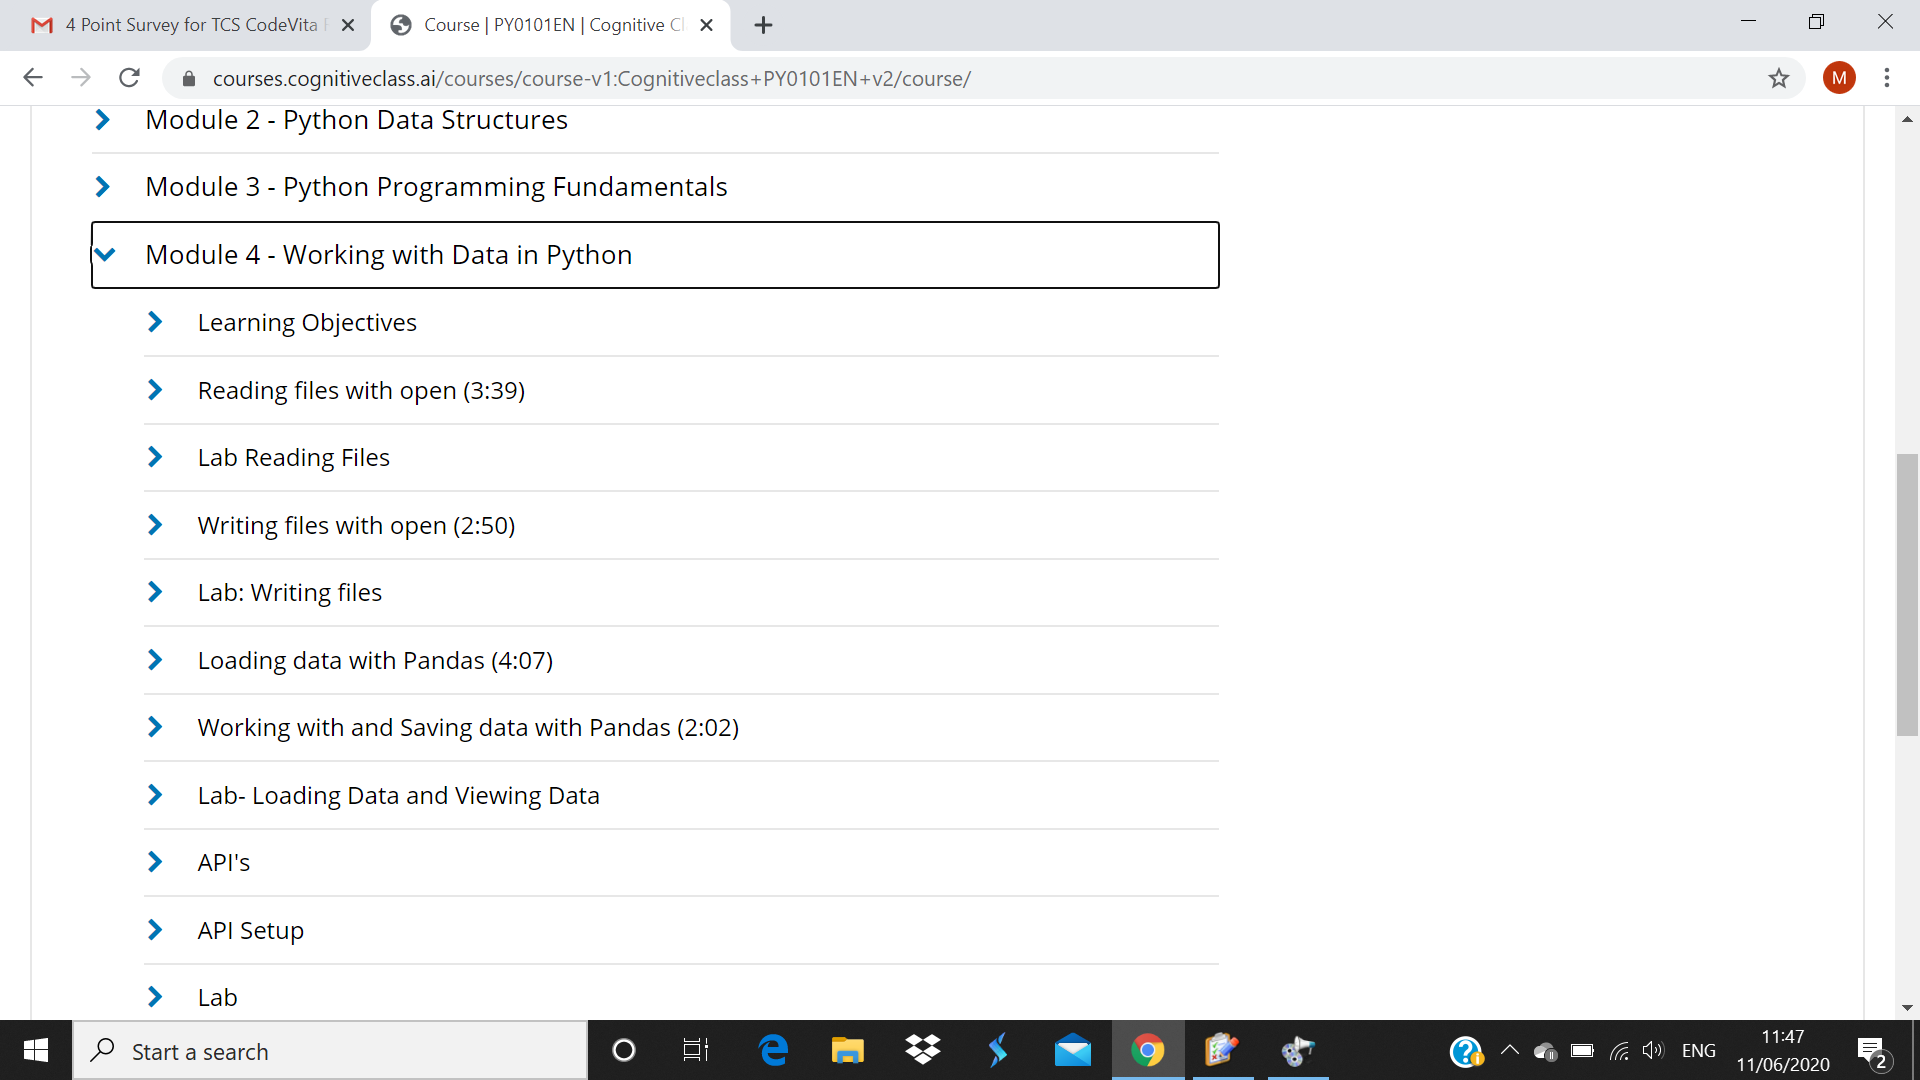 4 Point Survey for TCS CodeVita
Course | PY0101EN | Cognitive Cl
courses.cognitiveclass.ai/courses/course-v1:Cognitiveclass+PY0101EN+v2/course/
M
Module 2 - Python Data Structures
Module 3 - Python Programming Fundamentals
Module 4 - Working with Data in Python
Learning Objectives
Reading files with open (3:39)
Lab Reading Files
Writing files with open (2:50)
Lab: Writing files
Loading data with Pandas (4:07)
Working with and Saving data with Pandas (2:02)
Lab- Loading Data and Viewing Data
API's
API Setup
Lab
Start a search
ENG
11:47
11/06/2020
2